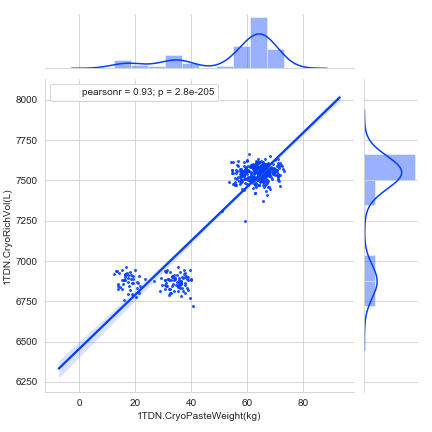 pearsonr = 0.93; p = 2.8e-205
8000
7750
7500
7250
7000
6750
6500
6250
1TDN.CryoRichVol(L)
0 20 40 60 80
1TDN.CryoPasteWeight(kg)